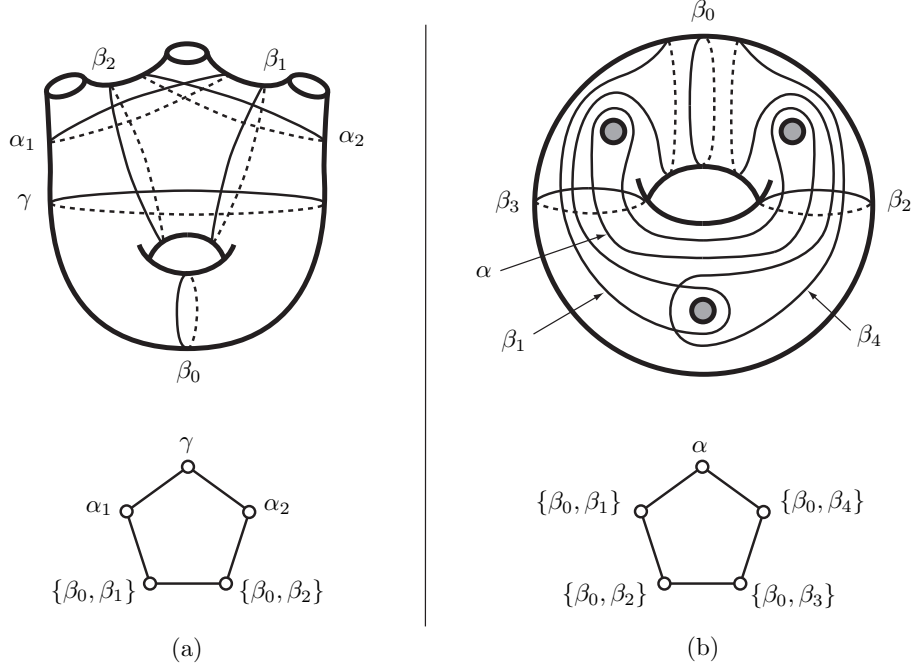 β₂ β₁
α₁ α₂
γ
β₀
γ
α₁ α₂
{β₀, β₁} {β₀, β₂}
(a)
β₀
β₃ β₂
α
β₁ β₄
α
{β₀, β₁} {β₀, β₄}
{β₀, β₂} {β₀, β₃}
(b)